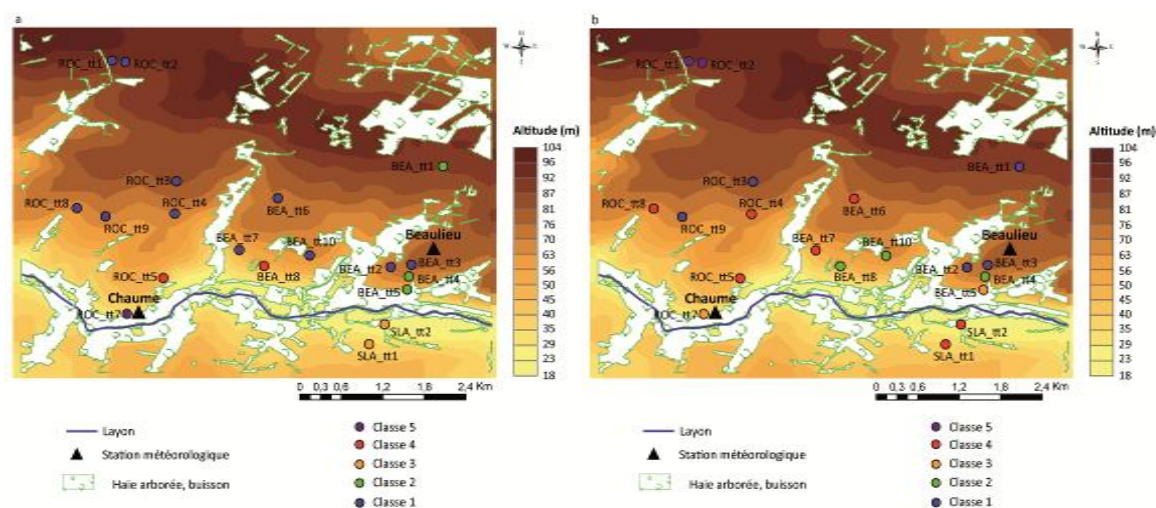 a
b
ROC_tt1
ROC_tt2
BEA_tt1
ROC_tt3
ROC_tt8
ROC_tt4
ROC_tt9
BEA_tt6
BEA_tt7
BEA_tt10
Beaulieu
BEA_tt2
BEA_tt3
BEA_tt8
BEA_tt4
ROC_tt5
BEA_tt5
Chaume
ROC_tt7
SLA_tt2
SLA_tt1
Altitude (m)
104
96
92
87
81
76
70
65
60
56
50
45
40
35
29
23
18
0 0,3 0,6 1,2 1,8 2,4 Km
Layon
Station météorologique
Haie arborée, buisson
Classe 5
Classe 4
Classe 3
Classe 2
Classe 1
ROC_tt1
ROC_tt2
BEA_tt1
ROC_tt3
ROC_tt8
ROC_tt4
ROC_tt9
BEA_tt6
BEA_tt7
BEA_tt10
Beaulieu
BEA_tt2
BEA_tt3
BEA_tt8
BEA_tt4
ROC_tt5
BEA_tt5
Chaume
SLA_tt2
SLA_tt1
Altitude (m)
104
96
92
87
81
76
70
65
60
56
50
45
40
35
29
23
18
0 0,3 0,6 1,2 1,8 2,4 Km
Layon
Station météorologique
Haie arborée, buisson
Classe 5
Classe 4
Classe 3
Classe 2
Classe 1